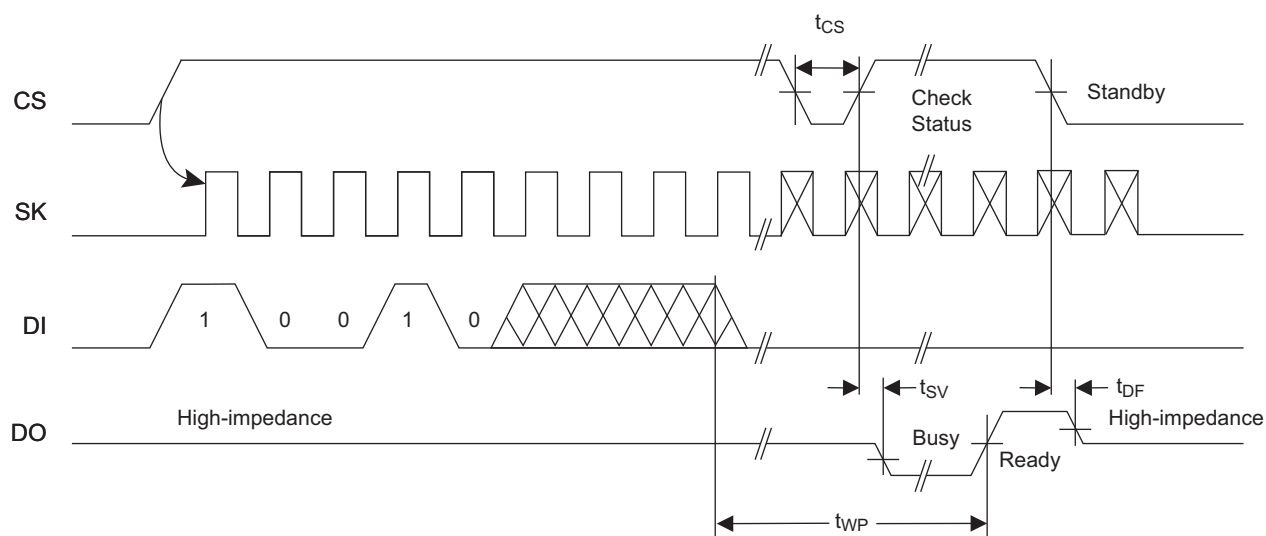 tCS
CS
Check
Status
Standby
SK
DI
1 0 0 1 0
tSV
tDF
DO
High-impedance
Busy
Ready
High-impedance
tWP